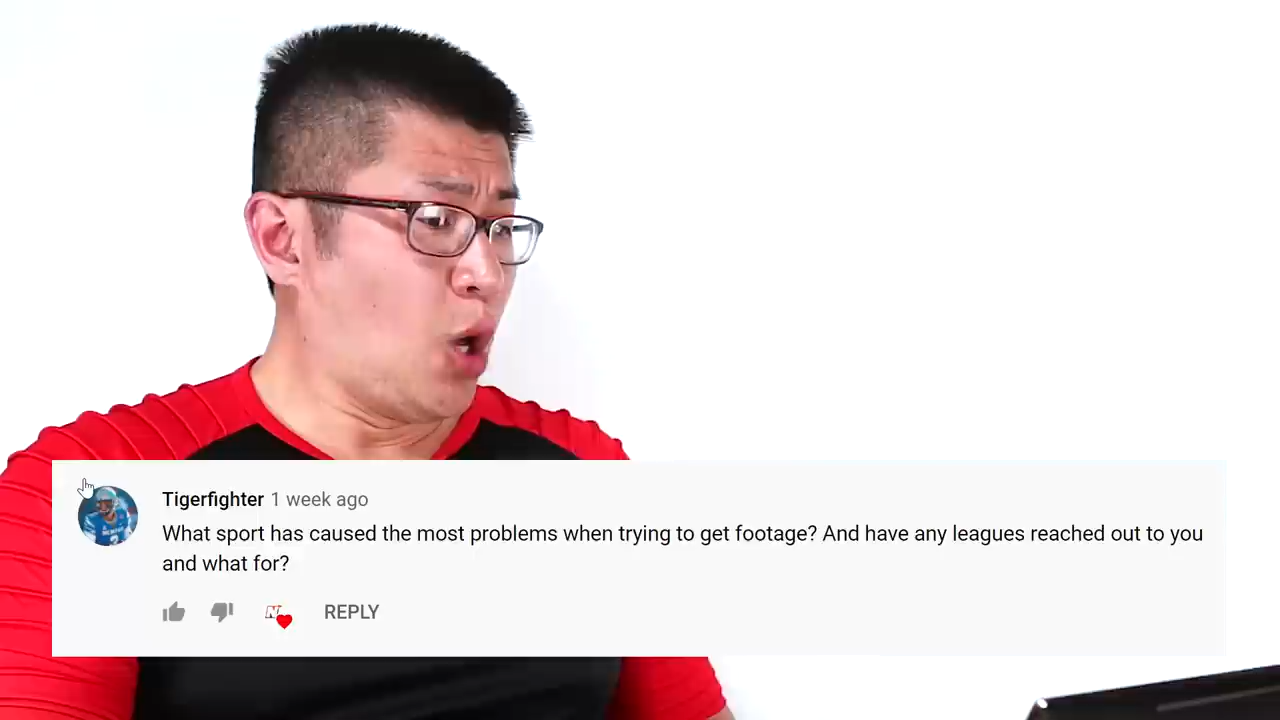 Tigerfighter 1 week ago
What sport has caused the most problems when trying to get footage? And have any leagues reached out to you
and what for?
REPLY